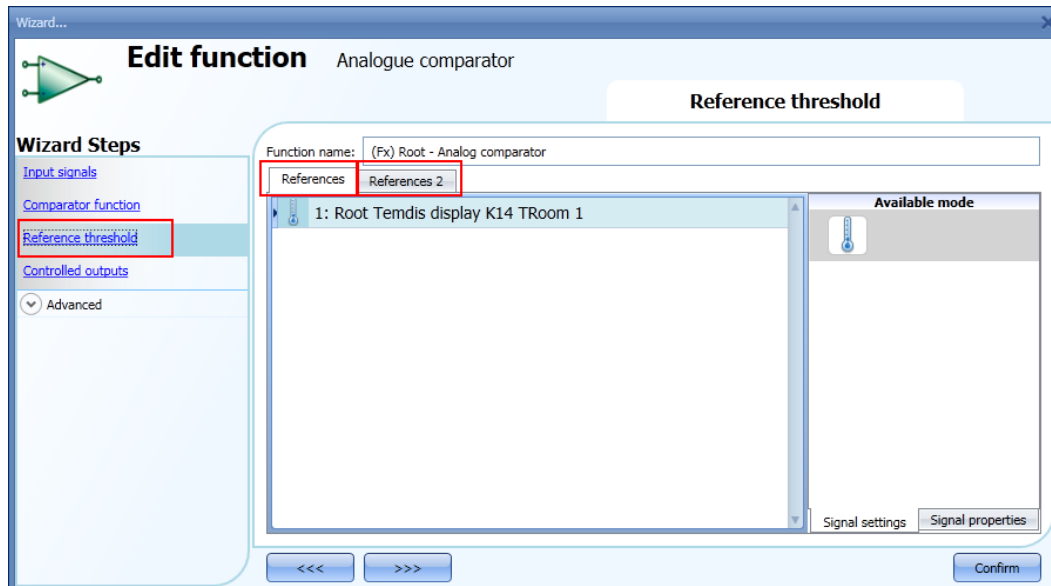 Wizard...
Edit function Analogue comparator
Reference threshold
Wizard Steps
Input signals
Comparator function
Reference threshold
Controlled outputs
Advanced
Function name: (Fx) Root - Analog comparator
References References 2
1: Root Temdis display K14 TRoom 1
Available mode
Signal settings Signal properties
<<< >>> Confirm